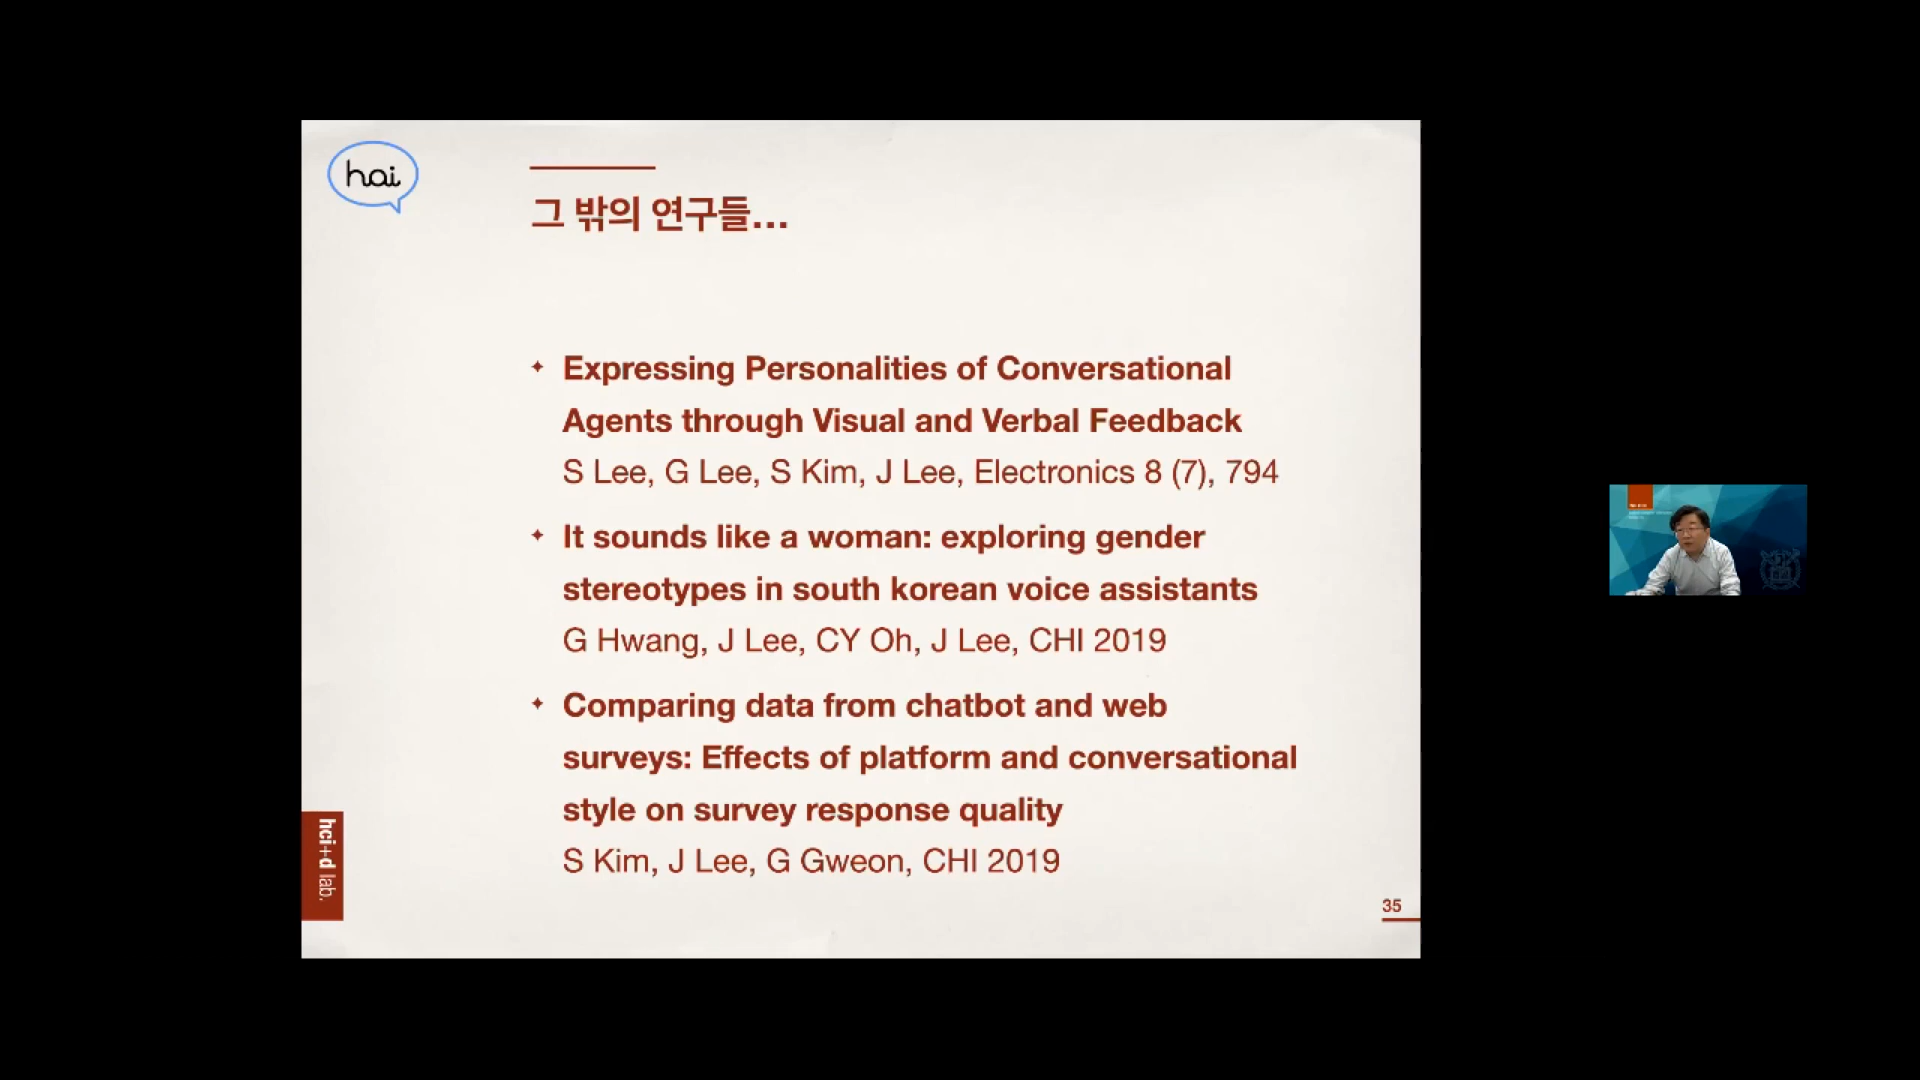 hai
그 밖의 연구들...
✦ Expressing Personalities of Conversational
Agents through Visual and Verbal Feedback
S Lee, G Lee, S Kim, J Lee, Electronics 8 (7), 794
✦ It sounds like a woman: exploring gender
stereotypes in south korean voice assistants
G Hwang, J Lee, CY Oh, J Lee, CHI 2019
✦ Comparing data from chatbot and web
surveys: Effects of platform and conversational
style on survey response quality
S Kim, J Lee, G Gweon, CHI 2019
hci+d lab.
35